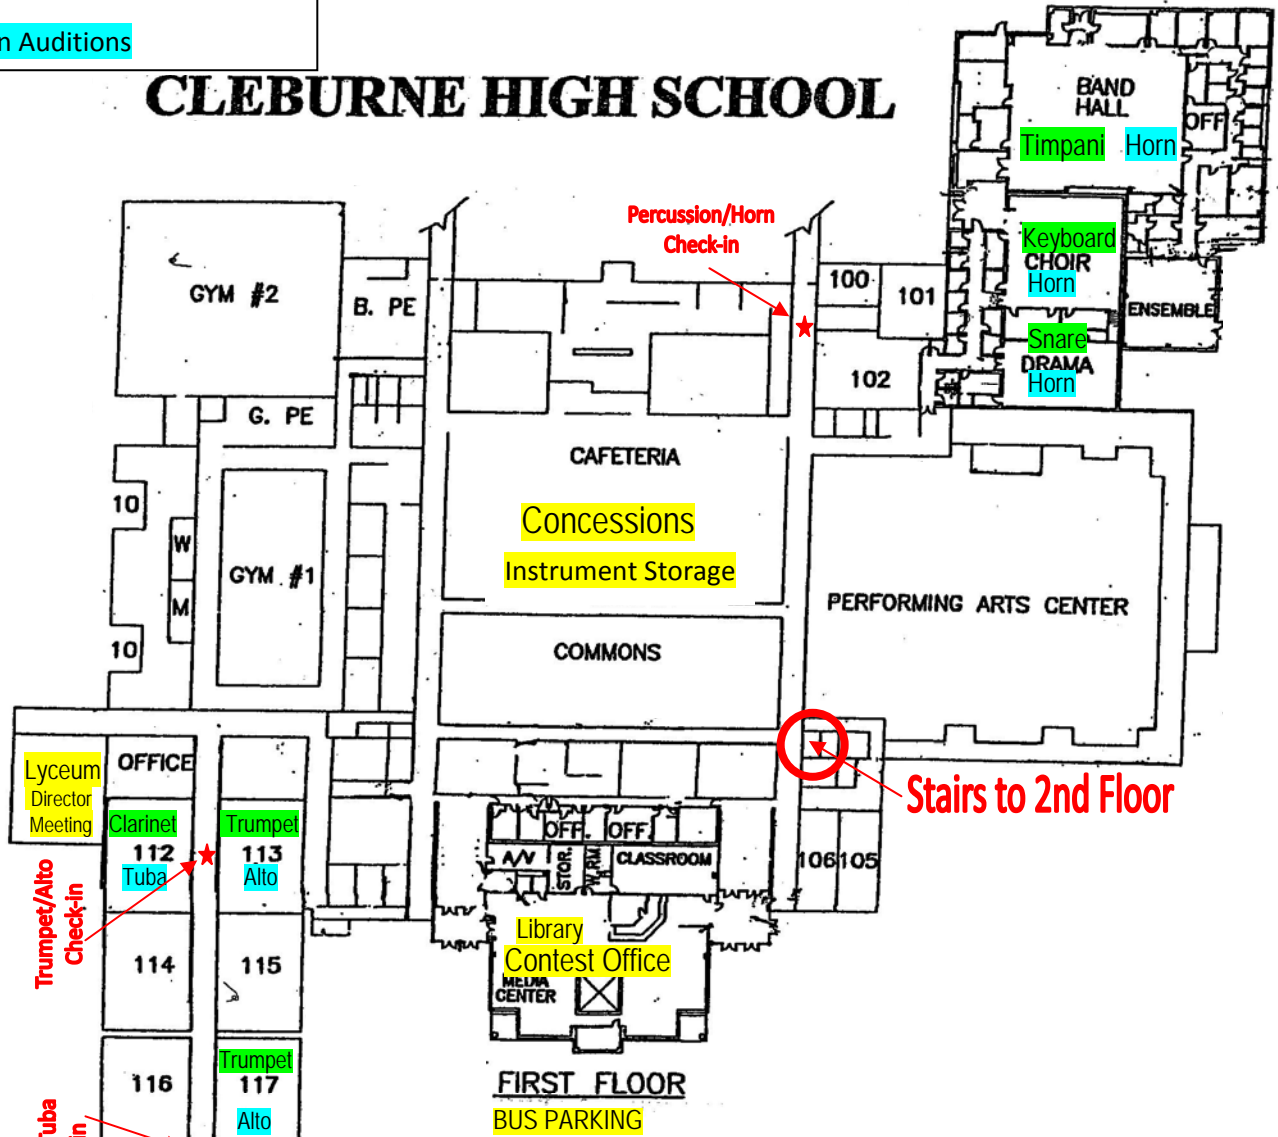 n Auditions
CLEBURNE HIGH SCHOOL
BAND
HALL
OFF
Timpani Horn
Percussion/Horn
Check-in
Keyboard
CHOIR
Horn
ENSEMBLE
Snare
DRAMA
Horn
GYM #2
B. PE
100
101
102
G. PE
CAFETERIA
Concessions
Instrument Storage
10
W
M
GYM #1
10
PERFORMING ARTS CENTER
COMMONS
Stairs to 2nd Floor
Lyceum
Director
Meeting
OFFICE
Clarinet
112
Tuba
Trumpet
113
Alto
Trumpet/Alto
Check-in
OFF. OFF.
A/V
STOR.
W.RM.
CLASSROOM
106 105
Library
Contest Office
MEDIA
CENTER
114
115
116
Trumpet
117
Alto
Tuba
in
FIRST FLOOR
BUS PARKING